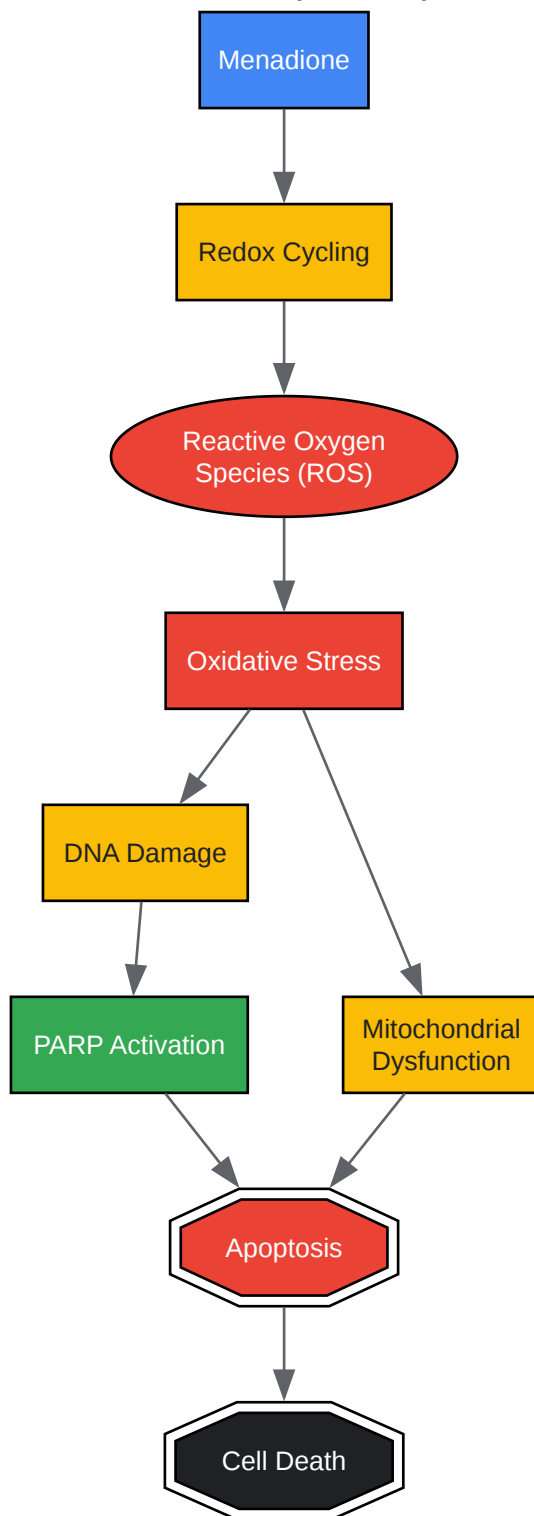 Menadione
Redox Cycling
Reactive Oxygen
Species (ROS)
Oxidative Stress
DNA Damage
PARP Activation
Mitochondrial
Dysfunction
Apoptosis
Cell Death